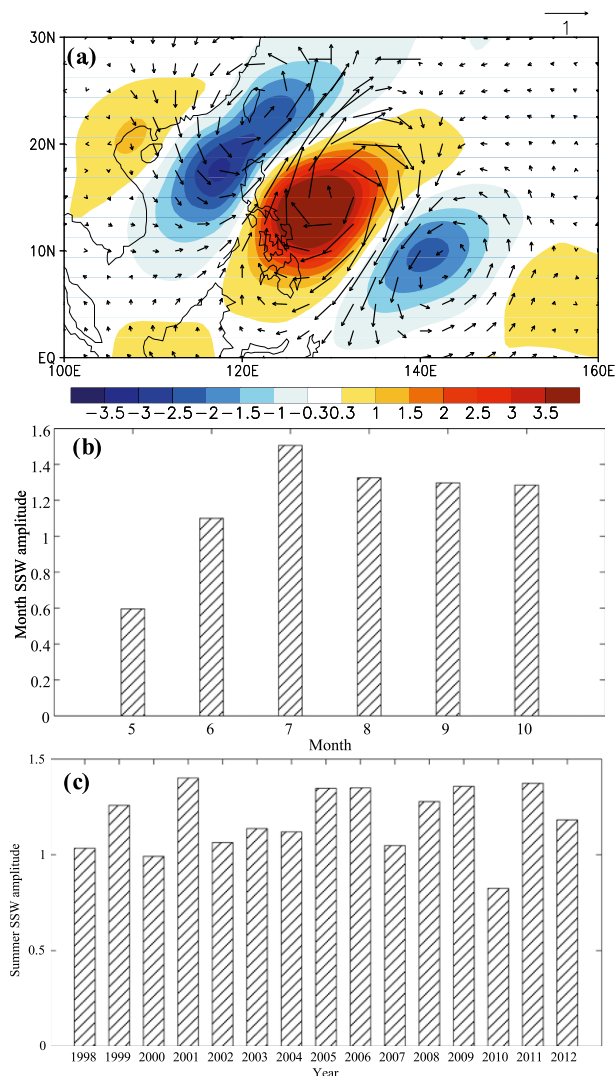 1
30N
(a)
20N
10N
EQ
100E 120E 140E 160E
-3.5 -3 -2.5 -2 -1.5 -1 -0.3 0.3 1 1.5 2 2.5 3 3.5
1.6
(b)
1.4
1.2
1
0.8
0.6
0.4
0.2
0
Month SSW amplitude
5 6 7 8 9 10
Month
1.5
(c)
1
0.5
0
Summer SSW amplitude
1998 1999 2000 2001 2002 2003 2004 2005 2006 2007 2008 2009 2010 2011 2012
Year